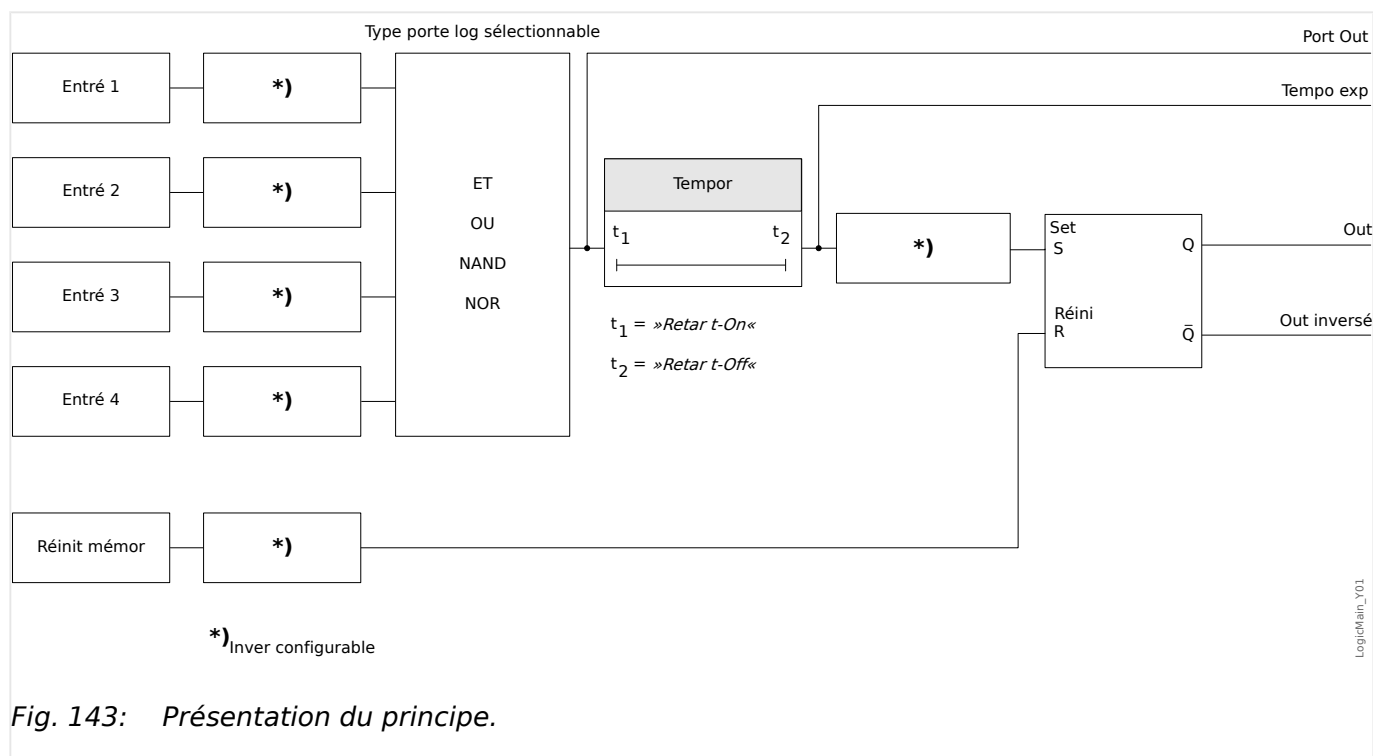 Type porte log sélectionnable
Port Out
Entré 1
*)
Tempo exp
Entré 2
*)
ET
OU
NAND
NOR
Tempor
t1
t2
*)
Set
S
Q
Out
Entré 3
*)
t1 = »Retar t-On«
t2 = »Retar t-Off«
Réini
R
Q̅
Out inversé
Entré 4
*)
Réinit mémor
*)
*)Inver configurable
LogicMain_Y01
Fig. 143: Présentation du principe.